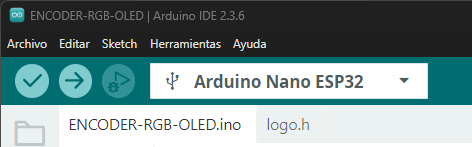 ENCODER-RGB-OLED | Arduino IDE 2.3.6
Archivo Editar Sketch Herramientas Ayuda
Arduino Nano ESP32
ENCODER-RGB-OLED.ino logo.h